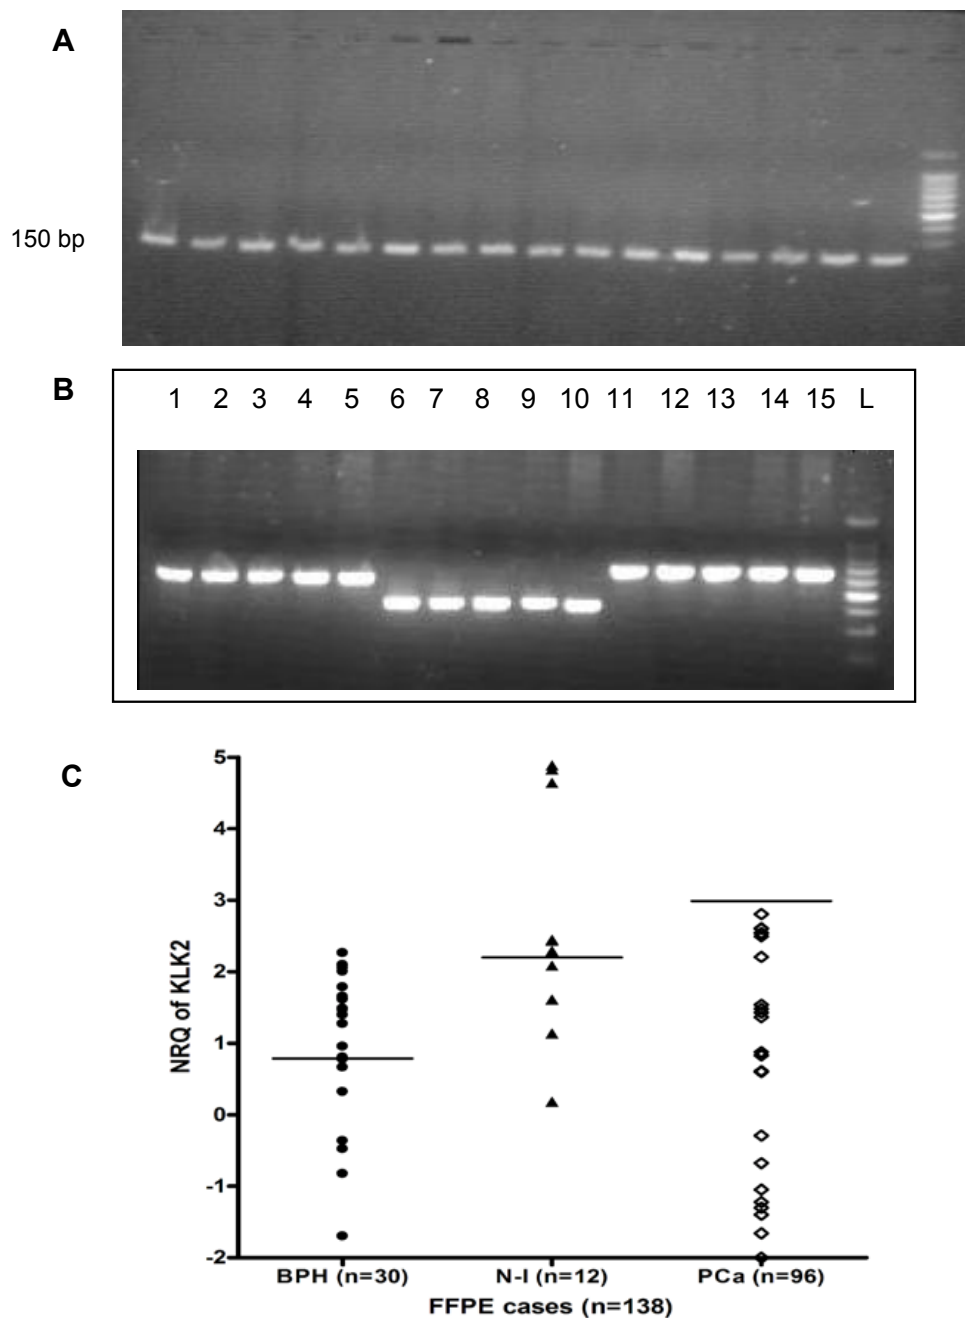 A
150 bp
B
1 2 3 4 5 6 7 8 9 10 11 12 13 14 15 L
C
5
4
3
2
1
0
-1
-2
NRQ of KLK2
BPH (n=30) N-I (n=12) PCa (n=96)
FFPE cases (n=138)